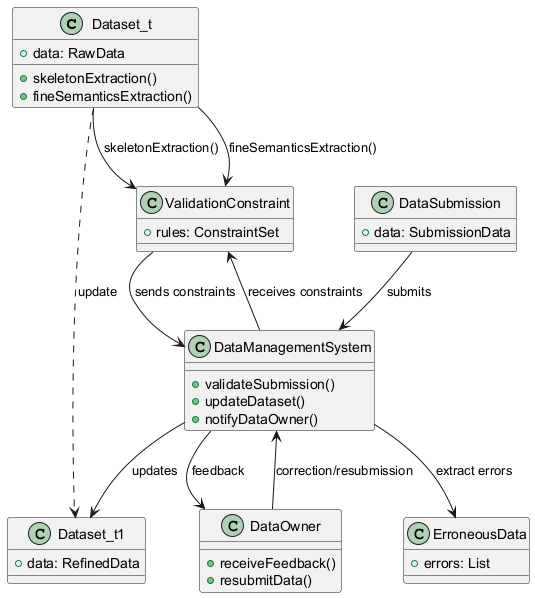 C Dataset_t
data: RawData
skeletonExtraction()
fineSemanticsExtraction()
skeletonExtraction()
fineSemanticsExtraction()
C ValidationConstraint
rules: ConstraintSet
C DataSubmission
data: SubmissionData
update
sends constraints
receives constraints
submits
C DataManagementSystem
validateSubmission()
updateDataset()
notifyDataOwner()
updates
feedback
correction/resubmission
extract errors
C Dataset_t1
data: RefinedData
C DataOwner
receiveFeedback()
resubmitData()
C ErroneousData
errors: List